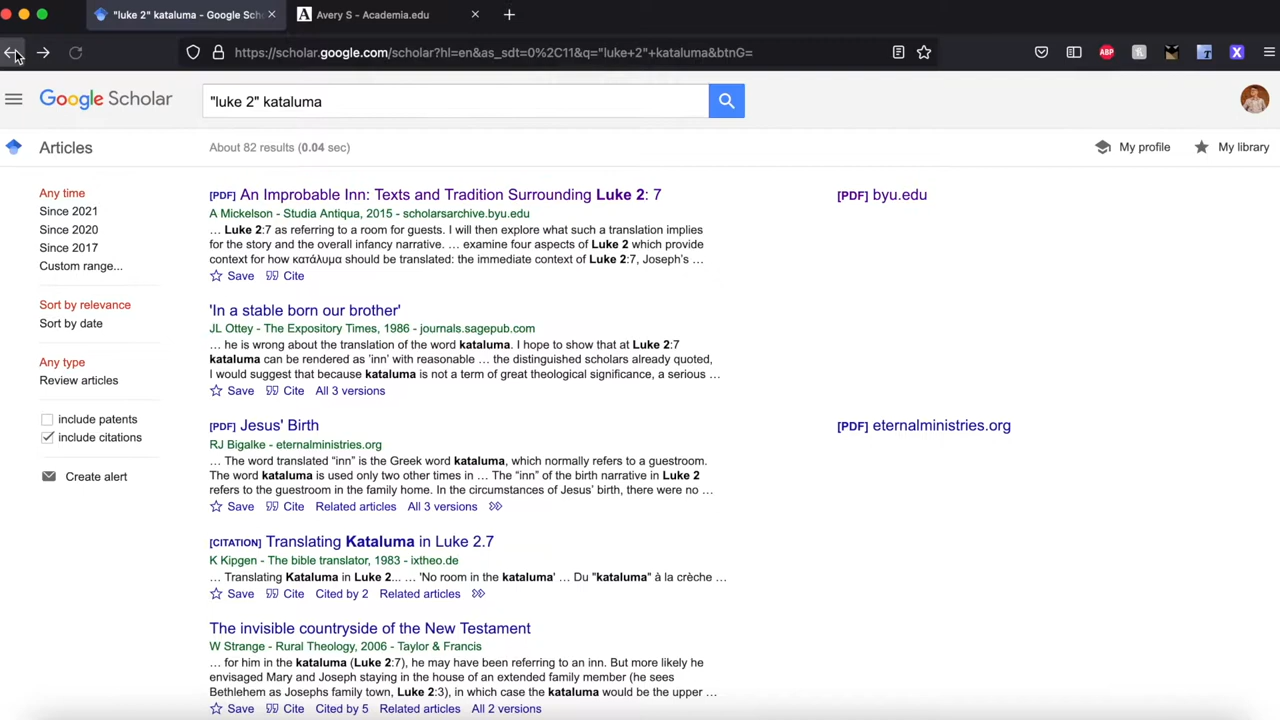 "luke 2" kataluma - Google Sch
Avery S - Academia.edu
https://scholar.google.com/scholar?hl=en&as_sdt=0%2C11&q="luke+2"+kataluma&btnG=
ABP
Google Scholar
"luke 2" kataluma
Articles
About 82 results (0.04 sec)
My profile
My library
Any time
Since 2021
Since 2020
Since 2017
Custom range...
Sort by relevance
Sort by date
Any type
Review articles
include patents
include citations
Create alert
[PDF] An Improbable Inn: Texts and Tradition Surrounding Luke 2: 7
A Mickelson - Studia Antiqua, 2015 - scholarsarchive.byu.edu
… Luke 2:7 as referring to a room for guests. I will then explore what such a translation implies
for the story and the overall infancy narrative. … examine four aspects of Luke 2 which provide
context for how κατάλυμα should be translated: the immediate context of Luke 2:7, Joseph's …
Save Cite
[PDF] byu.edu
'In a stable born our brother'
JL Ottey - The Expository Times, 1986 - journals.sagepub.com
… he is wrong about the translation of the word kataluma. I hope to show that at Luke 2:7
kataluma can be rendered as 'inn' with reasonable … the distinguished scholars already quoted,
I would suggest that because kataluma is not a term of great theological significance, a serious …
Save Cite All 3 versions
[PDF] Jesus' Birth
RJ Bigalke - eternalministries.org
… The word translated “inn” is the Greek word kataluma, which normally refers to a guestroom.
The word kataluma is used only two other times in … The “inn” of the birth narrative in Luke 2
refers to the guestroom in the family home. In the circumstances of Jesus' birth, there were no …
Save Cite Related articles All 3 versions
[PDF] eternalministries.org
[CITATION] Translating Kataluma in Luke 2.7
K Kipgen - The bible translator, 1983 - ixtheo.de
… Translating Kataluma in Luke 2... … 'No room in the kataluma' … Du "kataluma" à la crèche …
Save Cite Cited by 2 Related articles
The invisible countryside of the New Testament
W Strange - Rural Theology, 2006 - Taylor & Francis
… for him in the kataluma (Luke 2:7), he may have been referring to an inn. But more likely he
envisaged Mary and Joseph staying in the house of an extended family member (he sees
Bethlehem as Josephs family town, Luke 2:3), in which case the kataluma would be the upper …
Save Cite Cited by 5 Related articles All 2 versions